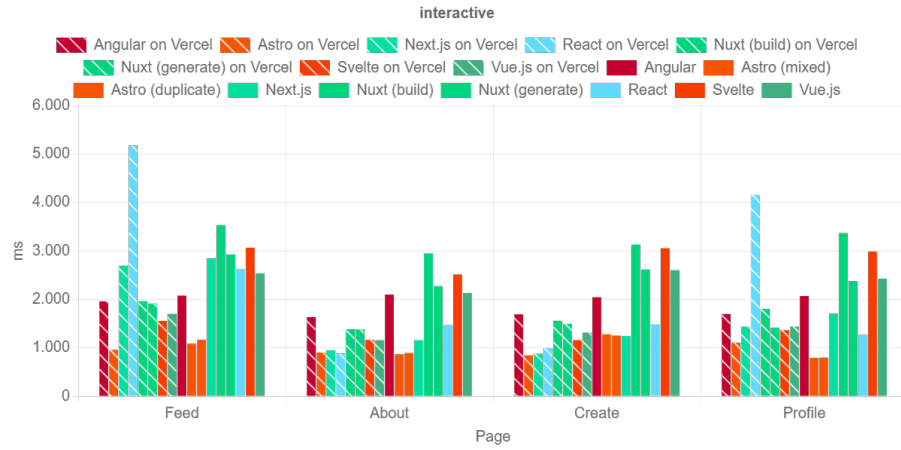 interactive
Angular on Vercel Astro on Vercel Next.js on Vercel React on Vercel Nuxt (build) on Vercel
Nuxt (generate) on Vercel Svelte on Vercel Vue.js on Vercel Angular Astro (mixed)
Astro (duplicate) Next.js Nuxt (build) Nuxt (generate) React Svelte Vue.js
6.000
5.000
4.000
3.000
2.000
1.000
0
ms
Feed About Create Profile
Page